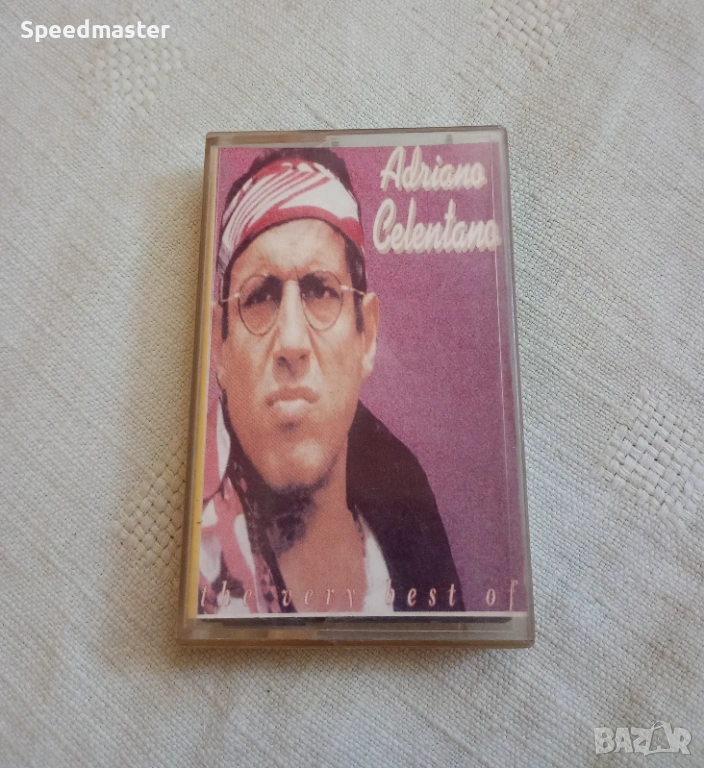 Speedmaster
Adriano
Celentano
the very best of
BAZAR